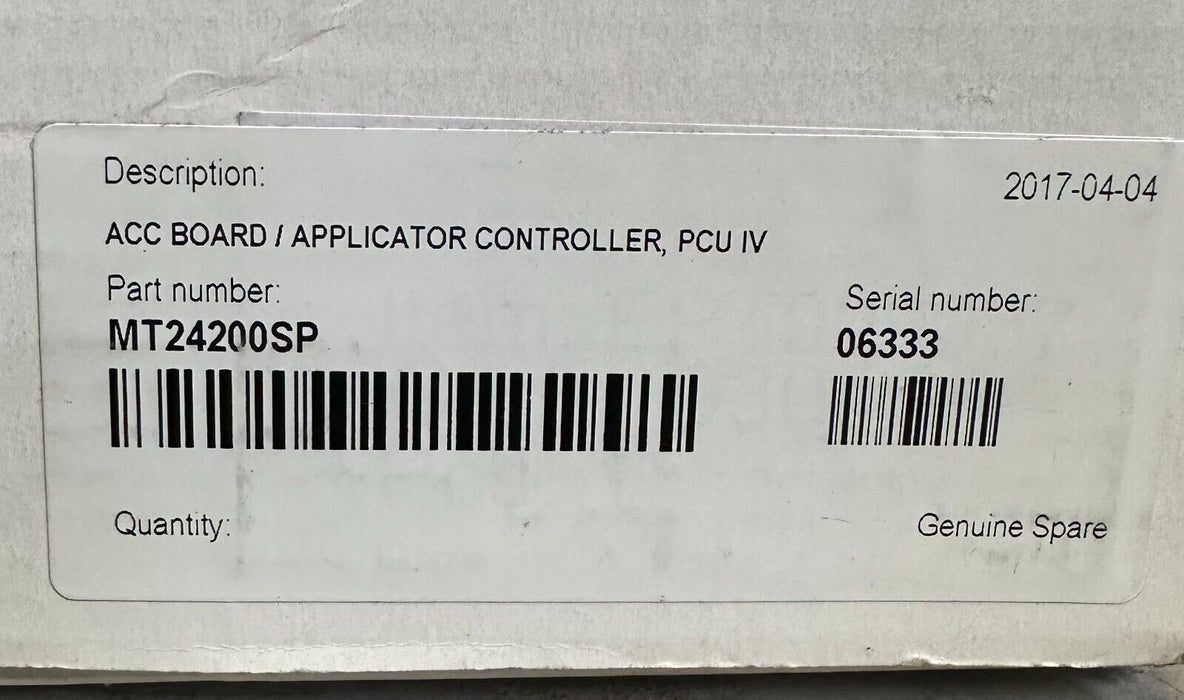 Description:
2017-04-04
ACC BOARD / APPLICATOR CONTROLLER, PCU IV
Part number:
MT24200SP
Serial number:
06333
Quantity:
Genuine Spare